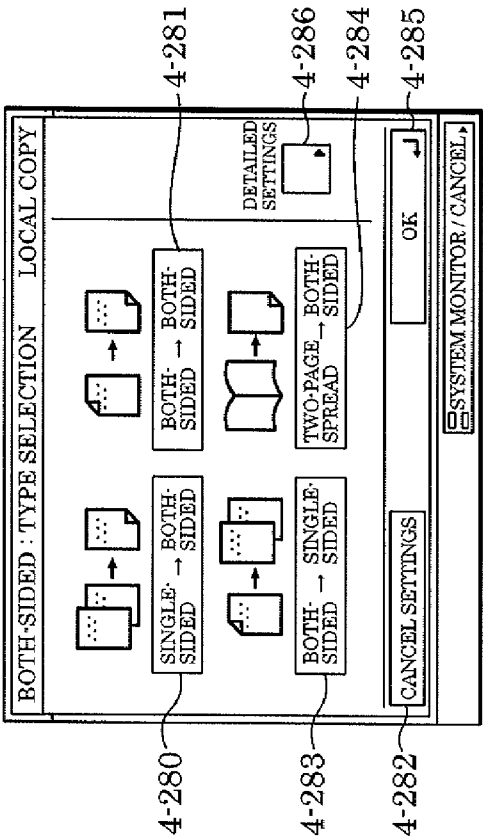 BOTH-SIDED : TYPE SELECTION LOCAL COPY
SINGLE-
SIDED → BOTH-
SIDED
BOTH-
SIDED → BOTH-
SIDED
DETAILED
SETTINGS
BOTH-
SIDED → SINGLE-
SIDED
TWO-PAGE
SPREAD → BOTH-
SIDED
CANCEL SETTINGS
OK
SYSTEM MONITOR / CANCEL
4-280
4-281
4-283
4-286
4-284
4-282
4-285